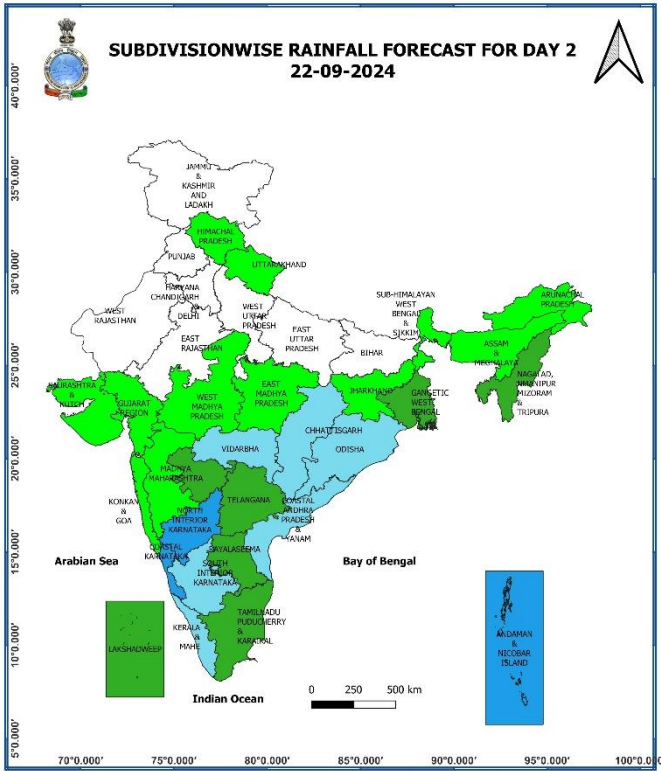 SUBDIVISIONWISE RAINFALL FORECAST FOR DAY 2
22-09-2024
40°0.000'
35°0.000'
30°0.000'
25°0.000'
20°0.000'
15°0.000'
10°0.000'
5°0.000'
JAMMU
&
KASHMIR
AND
LADAKH
HIMACHAL
PRADESH
PUNJAB
UTTARAKHAND
HARYANA
CHANDIGARH
&
DELHI
WEST
RAJASTHAN
WEST
UTTAR
PRADESH
EAST
RAJASTHAN
EAST
UTTAR
PRADESH
SUB-HIMALAYAN
WEST
BENGAL
&
SIKKIM
ARUNACHAL
PRADESH
BIHAR
ASSAM
&
MEGHALAYA
MANIPUR
MIZORAM
&
TRIPURA
SAURASHTRA
&
KUTCH
GUJARAT
REGION
WEST
MADHYA
PRADESH
EAST
MADHYA
PRADESH
JHARKHAND
GANGETIC
WEST
BENGAL
CHHATTISGARH
ODISHA
VIDARBHA
MADHYA
MAHARASHTRA
KONKAN
&
GOA
TELANGANA
COASTAL
ANDHRA
PRADESH
&
YANAM
NORTH
INTERIOR
KARNATAKA
COASTAL
KARNATAKA
RAYALASEEMA
SOUTH
INTERIOR
KARNATAKA
Arabian Sea
Bay of Bengal
KERALA
&
MAHE
TAMILNADU
PUDUCHERRY
&
KARAIKAL
LAKSHADWEEP
ANDAMAN
&
NICOBAR
ISLAND
Indian Ocean
0 250 500 km
70°0.000' 75°0.000' 80°0.000' 85°0.000' 90°0.000' 95°0.000' 100°0.000'